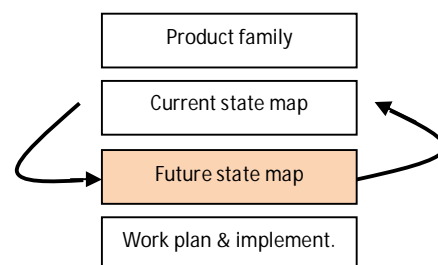 Product family
Current state map
Future state map
Work plan & implement.